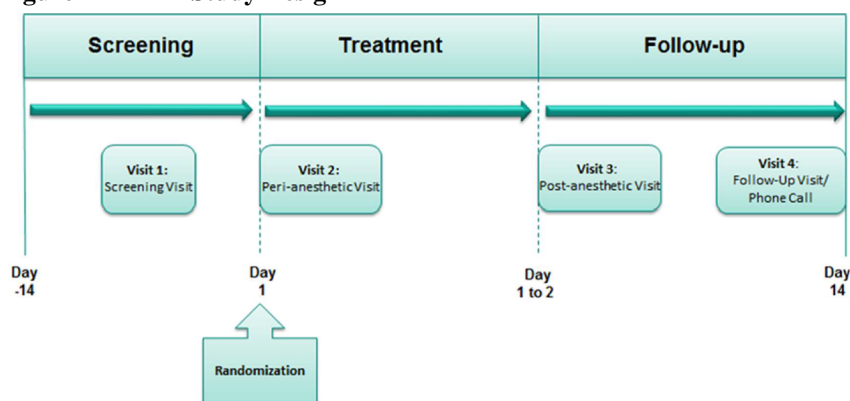 Screening Treatment Follow-up
Visit 1:
Screening Visit
Visit 2:
Peri-anesthetic Visit
Visit 3:
Post-anesthetic Visit
Visit 4:
Follow-Up Visit/
Phone Call
Day
-14
Day
1
Day
1 to 2
Day
14
Randomization